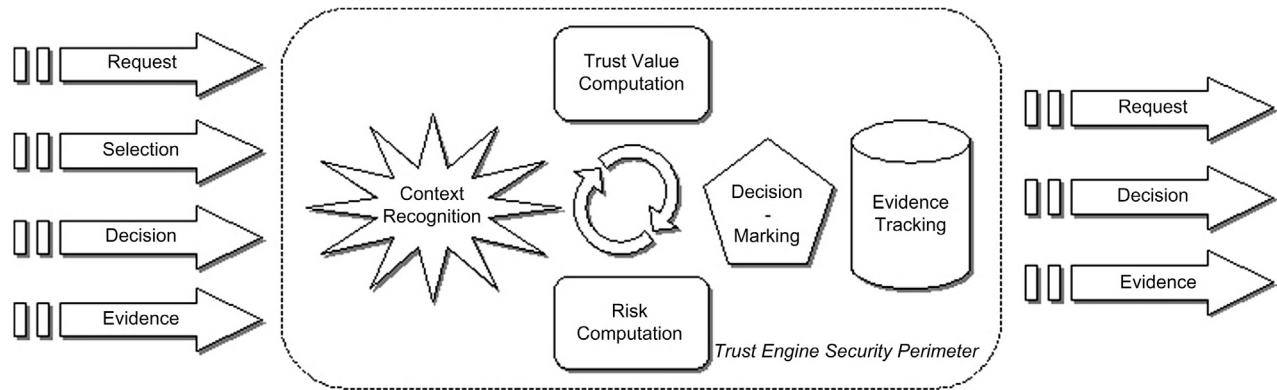 Request
Selection
Decision
Evidence
Trust Value
Computation
Context
Recognition
Decision
-
Marking
Evidence
Tracking
Risk
Computation
Trust Engine Security Perimeter
Request
Decision
Evidence